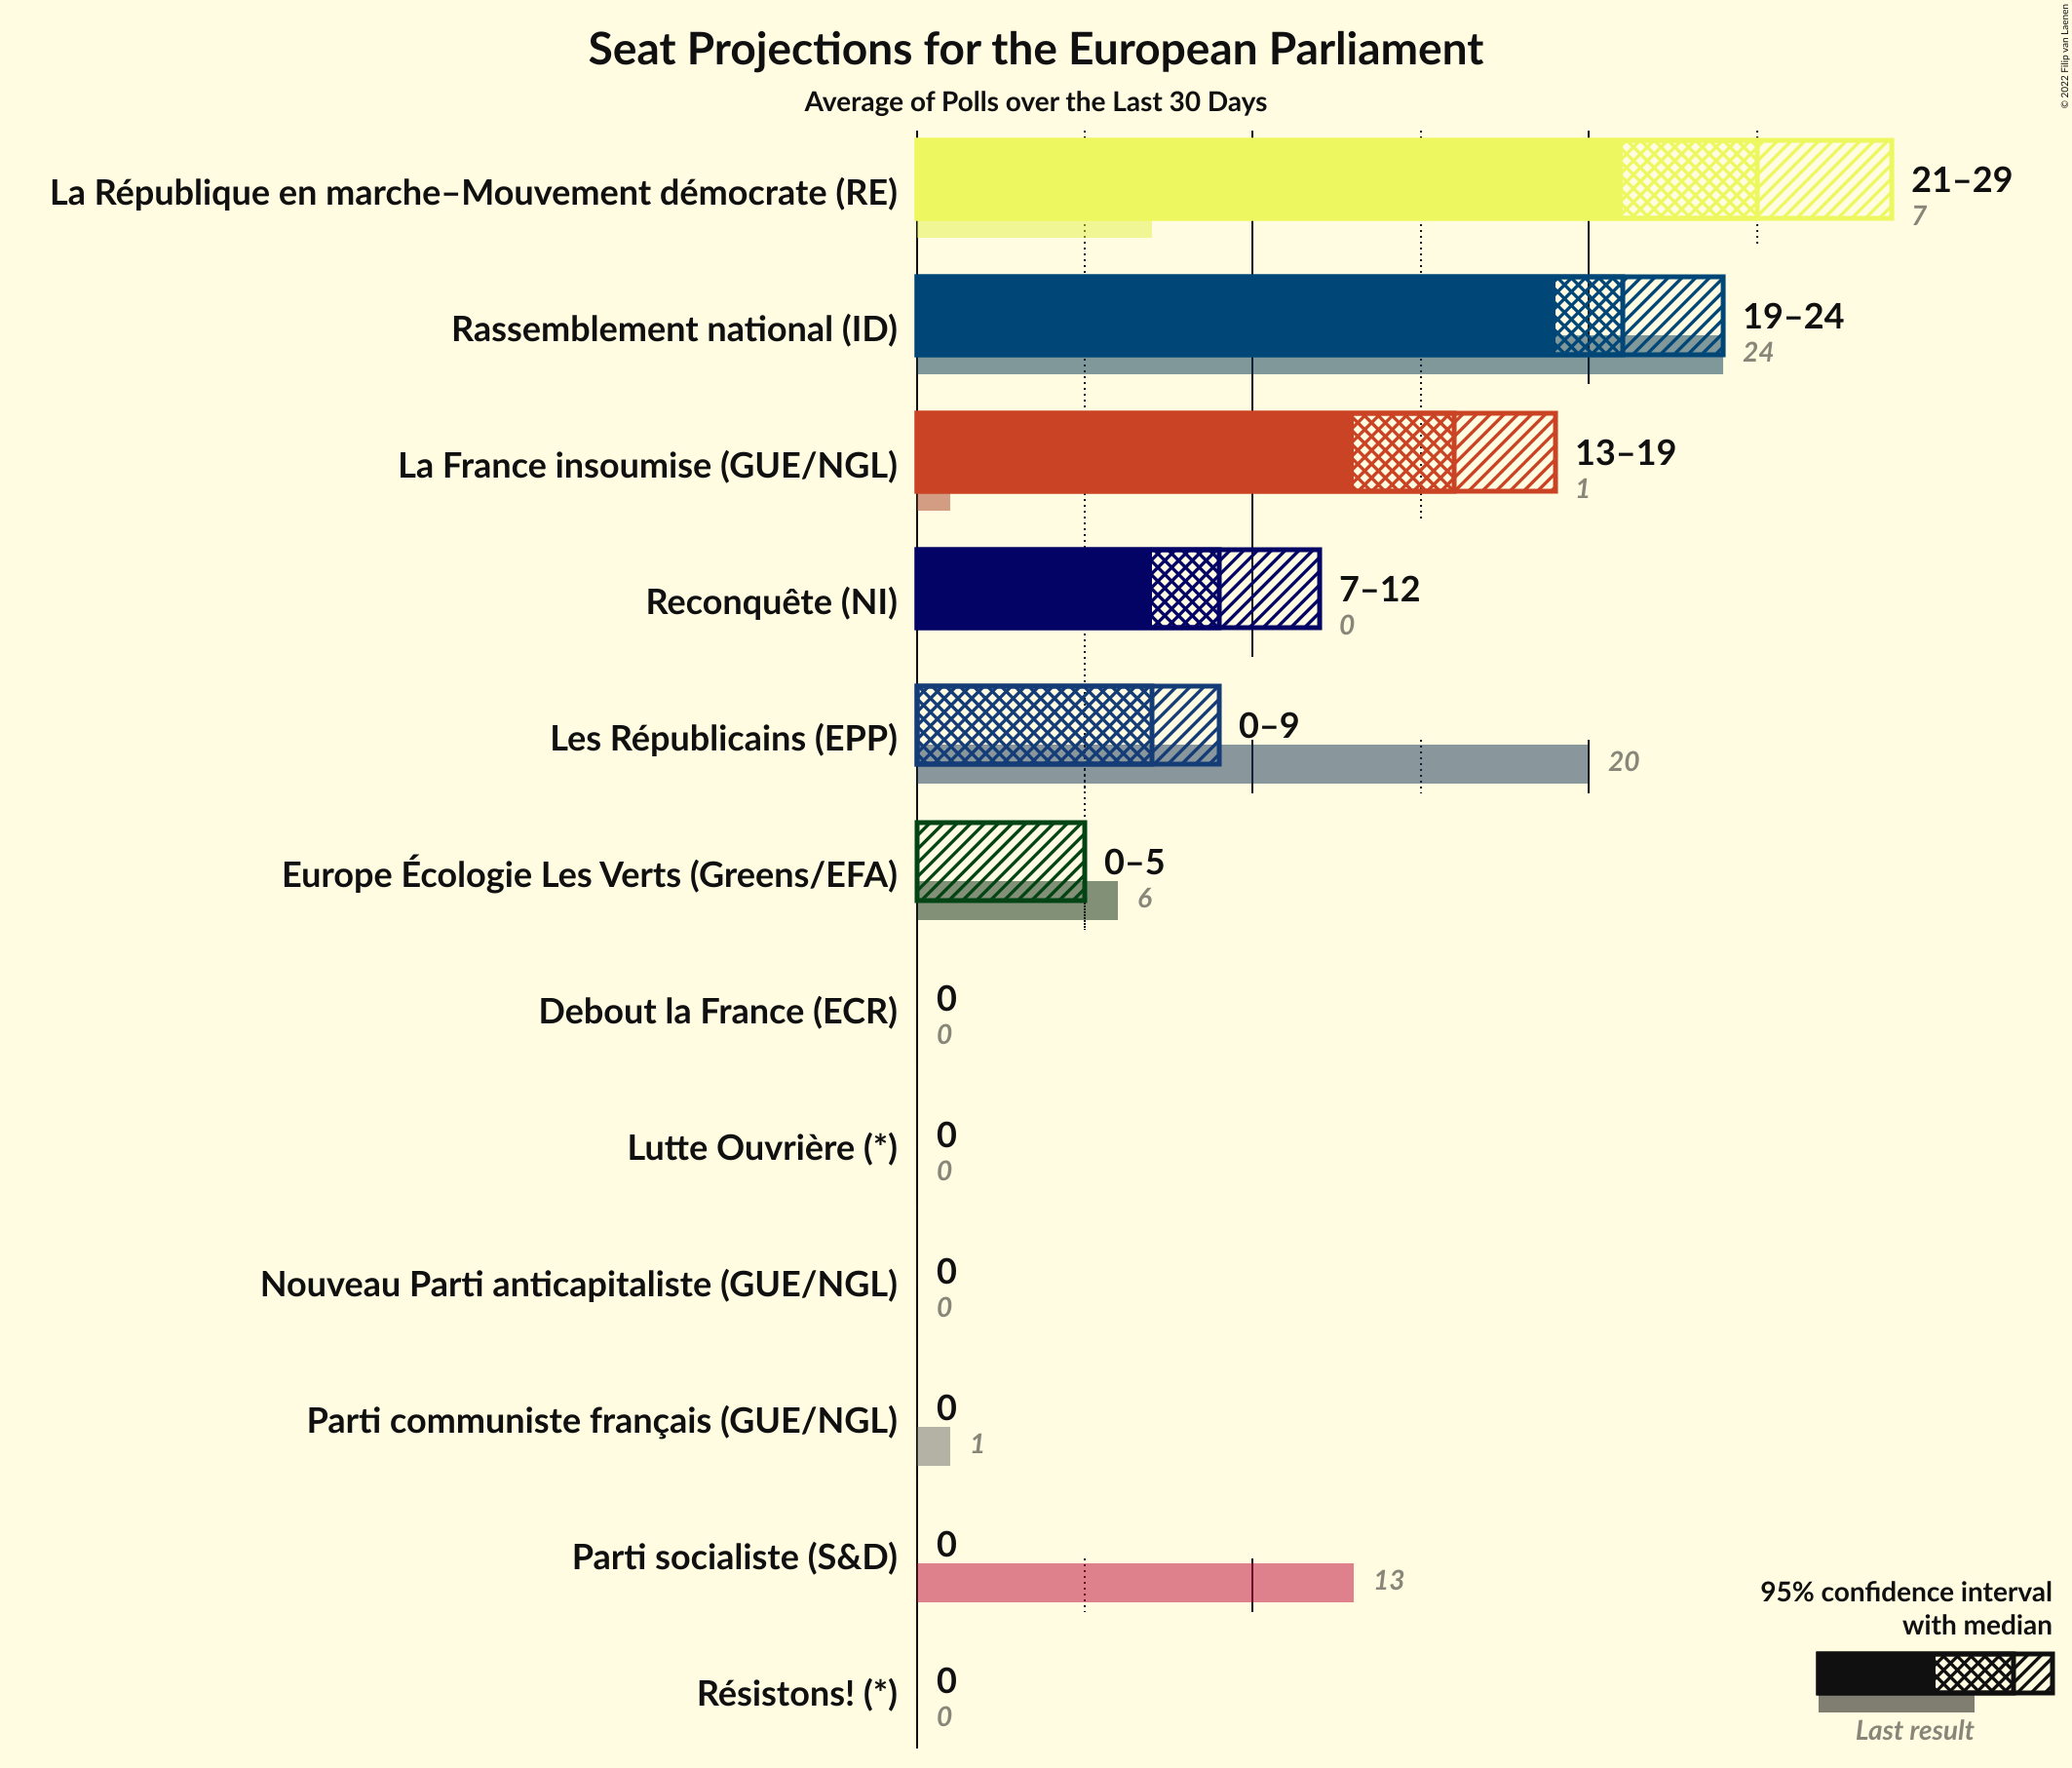 Seat Projections for the European Parliament
Average of Polls over the Last 30 Days
© 2022 Filip van Laenen
La République en marche–Mouvement démocrate (RE)
21–29
7
Rassemblement national (ID)
19–24
24
La France insoumise (GUE/NGL)
13–19
1
Reconquête (NI)
7–12
0
Les Républicains (EPP)
0–9
20
Europe Écologie Les Verts (Greens/EFA)
0–5
6
Debout la France (ECR)
0
0
Lutte Ouvrière (*)
0
0
Nouveau Parti anticapitaliste (GUE/NGL)
0
0
Parti communiste français (GUE/NGL)
0
1
Parti socialiste (S&D)
0
13
Résistons! (*)
0
0
95% confidence interval
with median
Last result